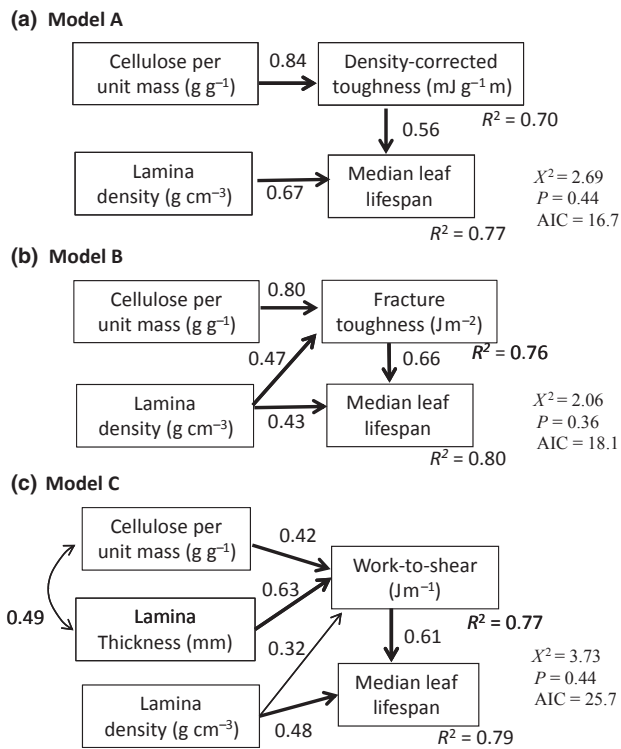 (a) Model A
Cellulose per
unit mass (g g⁻¹)
0.84
Density-corrected
toughness (mJ g⁻¹ m)
R² = 0.70
0.56
Lamina
density (g cm⁻³)
0.67
Median leaf
lifespan
R² = 0.77
X² = 2.69
P = 0.44
AIC = 16.7
(b) Model B
Cellulose per
unit mass (g g⁻¹)
0.80
Fracture
toughness (J m⁻²)
R² = 0.76
0.47
0.66
Lamina
density (g cm⁻³)
0.43
Median leaf
lifespan
R² = 0.80
X² = 2.06
P = 0.36
AIC = 18.1
(c) Model C
Cellulose per
unit mass (g g⁻¹)
0.42
0.49
Lamina
Thickness (mm)
0.63
Work-to-shear
(J m⁻¹)
R² = 0.77
0.32
0.61
Lamina
density (g cm⁻³)
0.48
Median leaf
lifespan
R² = 0.79
X² = 3.73
P = 0.44
AIC = 25.7